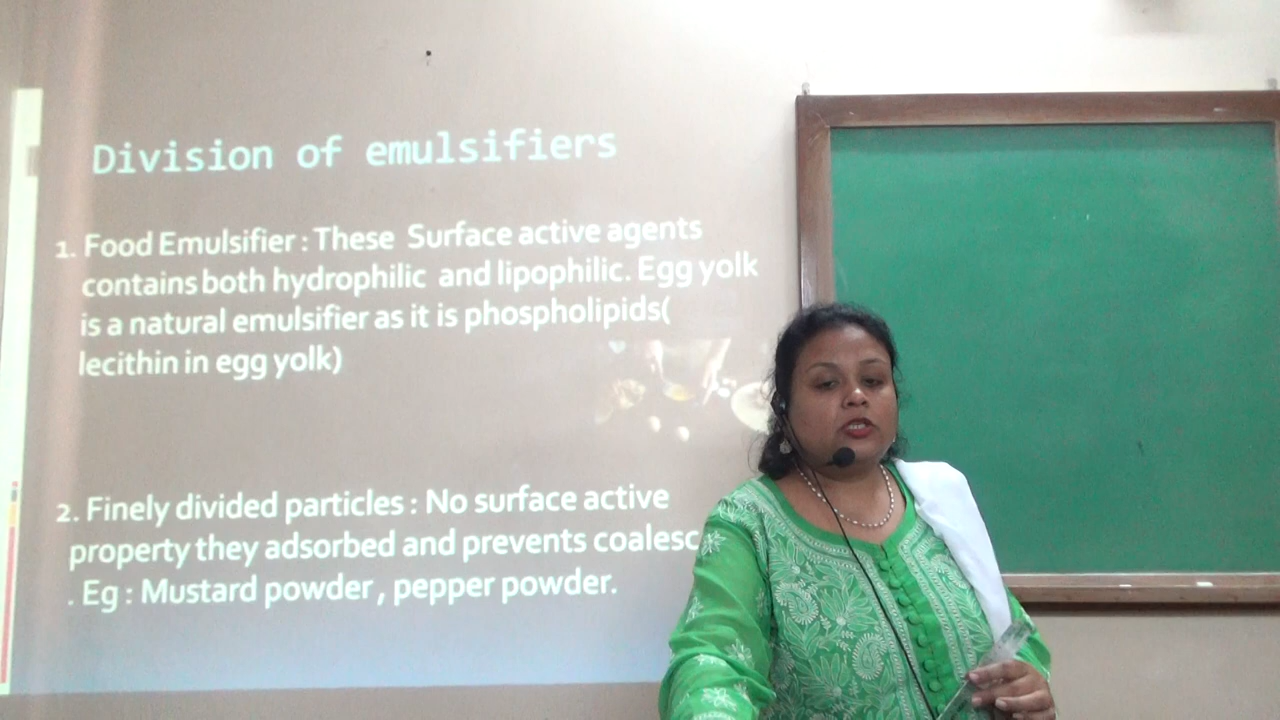 Division of emulsifiers
1. Food Emulsifier : These Surface active agents
contains both hydrophilic and lipophilic. Egg yolk
is a natural emulsifier as it is phospholipids(
lecithin in egg yolk)
2. Finely divided particles : No surface active
property they adsorbed and prevents
. Eg : Mustard powder , pepper powder.